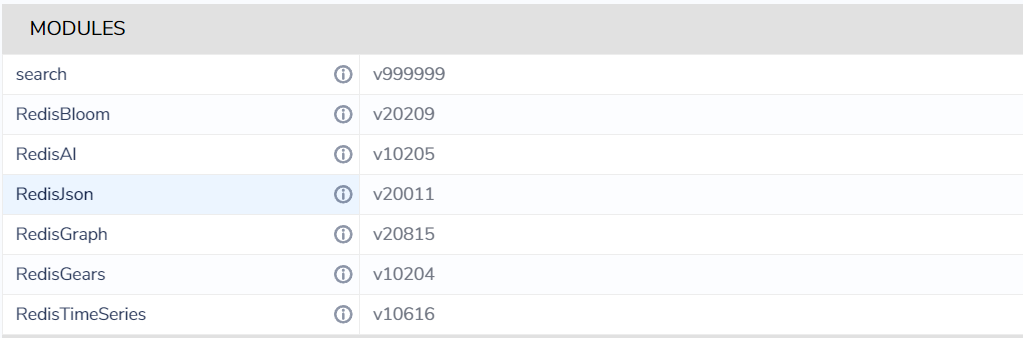 MODULES
search v999999
RedisBloom v20209
RedisAI v10205
RedisJson v20011
RedisGraph v20815
RedisGears v10204
RedisTimeSeries v10616